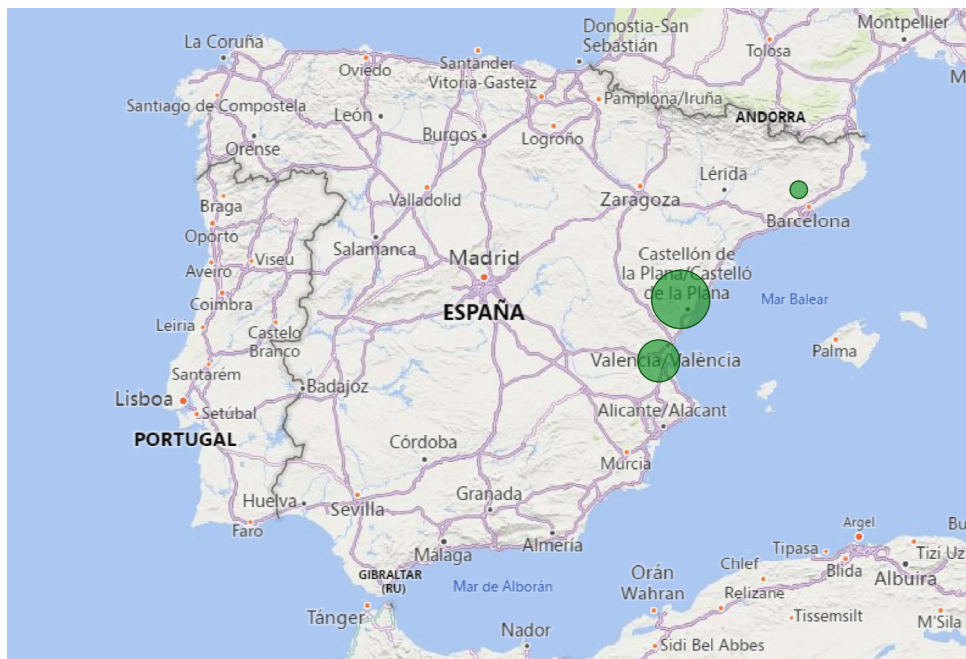 Donostia-San
Sebastián
Montpellier
La Coruña
Tolosa
Oviedo
Santander
Vitoria-Gasteiz
M
Pamplona/Iruña
Santiago de Compostela
León
ANDORRA
Burgos
Logroño
Orense
Lérida
Zaragoza
Valladolid
Braga
Barcelona
Oporto
Salamanca
Viseu
Madrid
Castellón de
la Plana/Castelló
de la Plana
Aveiro
Mar Balear
Coimbra
ESPAÑA
Leiria
Castelo
Branco
Palma
Valencia/València
Santarém
Badajoz
Lisboa
Setúbal
Alicante/Alacant
PORTUGAL
Córdoba
Murcia
Huelva
Granada
Sevilla
Faro
Argel
Bu
Almería
Málaga
Tipasa
Tizi Uz
Chlef
Blida
GIBRALTAR
(RU)
Mar de Alborán
Orán
Wahran
Albuira
Relizane
Tánger
Tissemsilt
M'Sila
Nador
Sidi Bel Abbes